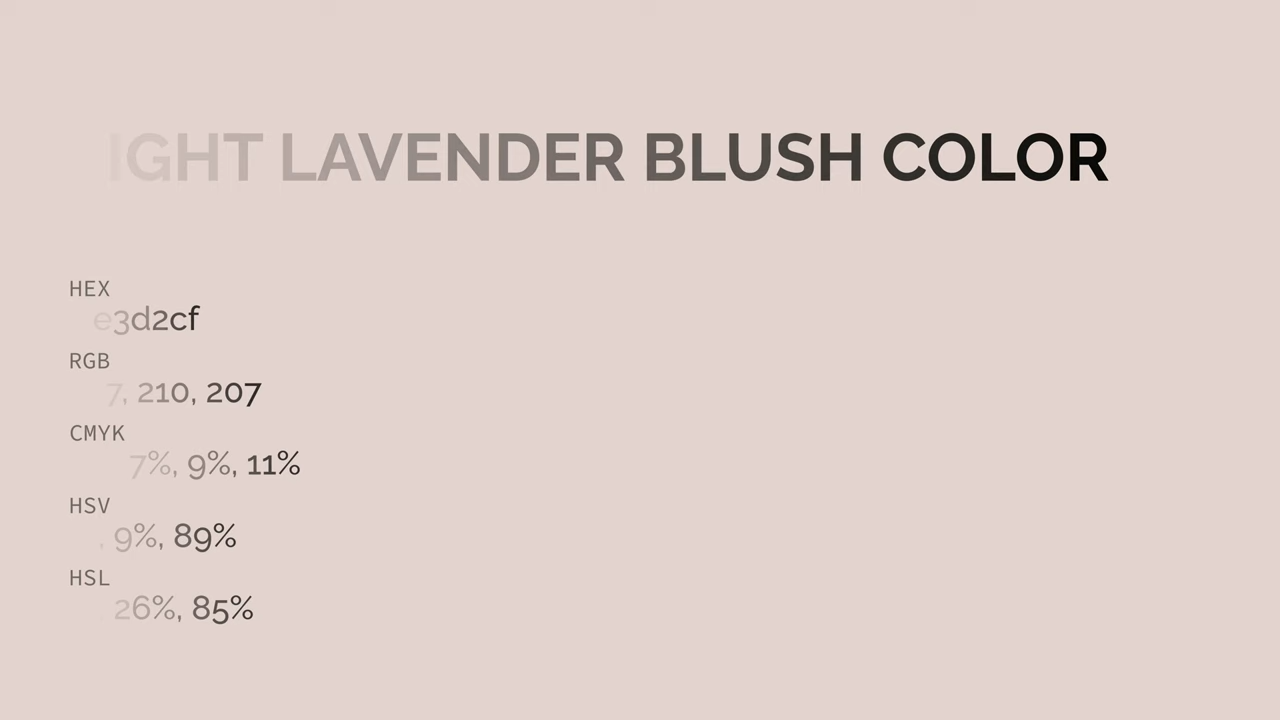 IGHT LAVENDER BLUSH COLOR
HEX
e3d2cf
RGB
7, 210, 207
CMYK
7%, 9%, 11%
HSV
, 9%, 89%
HSL
26%, 85%